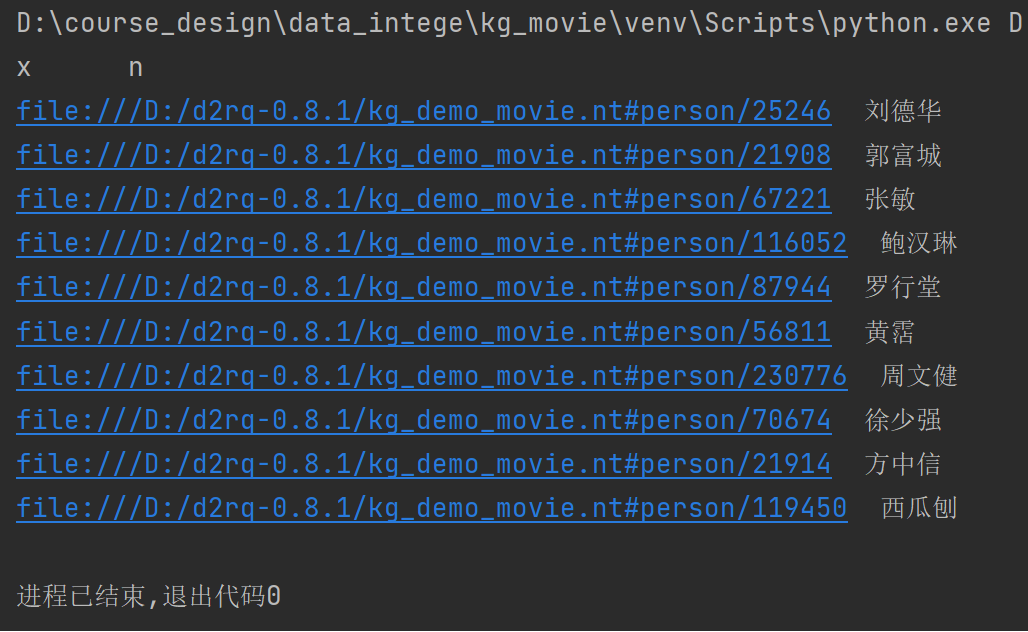 D:\course_design\data_intege\kg_movie\venv\Scripts\python.exe D
x n
file:///D:/d2rq-0.8.1/kg_demo_movie.nt#person/25246 刘德华
file:///D:/d2rq-0.8.1/kg_demo_movie.nt#person/21908 郭富城
file:///D:/d2rq-0.8.1/kg_demo_movie.nt#person/67221 张敏
file:///D:/d2rq-0.8.1/kg_demo_movie.nt#person/116052 鲍汉琳
file:///D:/d2rq-0.8.1/kg_demo_movie.nt#person/87944 罗行堂
file:///D:/d2rq-0.8.1/kg_demo_movie.nt#person/56811 黄霑
file:///D:/d2rq-0.8.1/kg_demo_movie.nt#person/230776 周文健
file:///D:/d2rq-0.8.1/kg_demo_movie.nt#person/70674 徐少强
file:///D:/d2rq-0.8.1/kg_demo_movie.nt#person/21914 方中信
file:///D:/d2rq-0.8.1/kg_demo_movie.nt#person/119450 西瓜刨
进程已结束,退出代码0